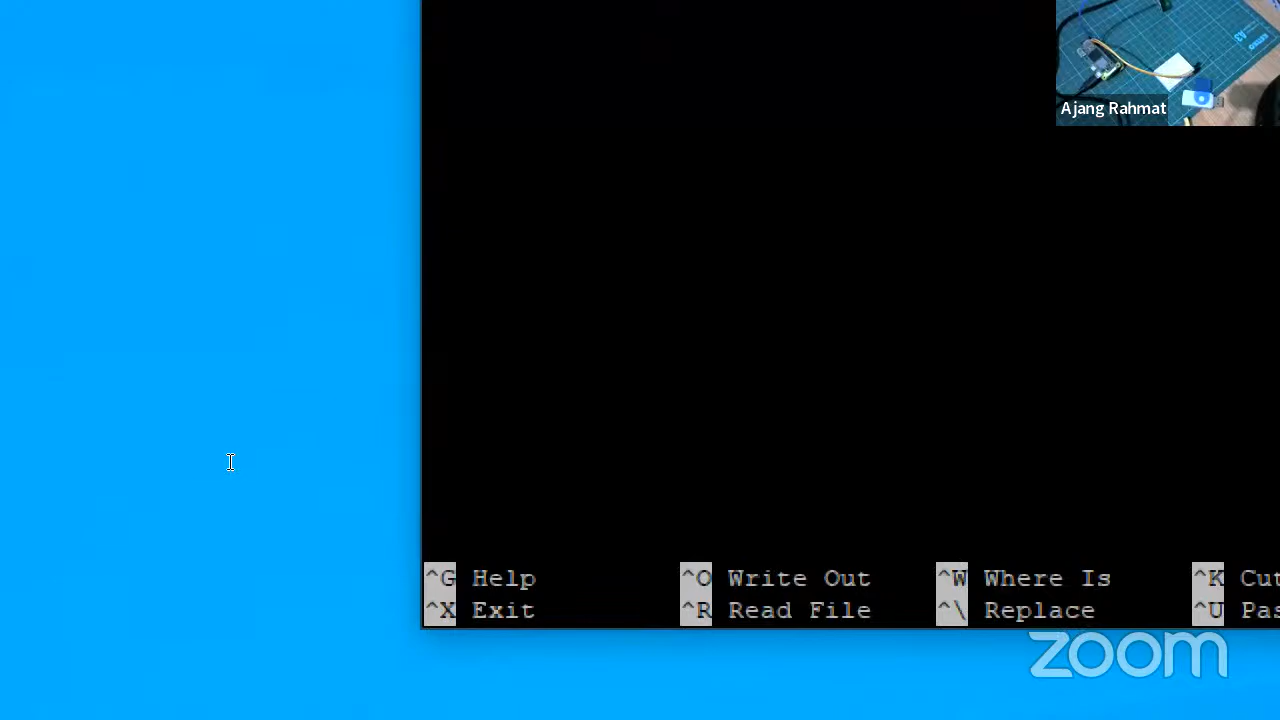 Ajang Rahmat
^G Help ^O Write Out ^W Where Is ^K Cut
^X Exit ^R Read File ^\ Replace ^U Pas
zoom